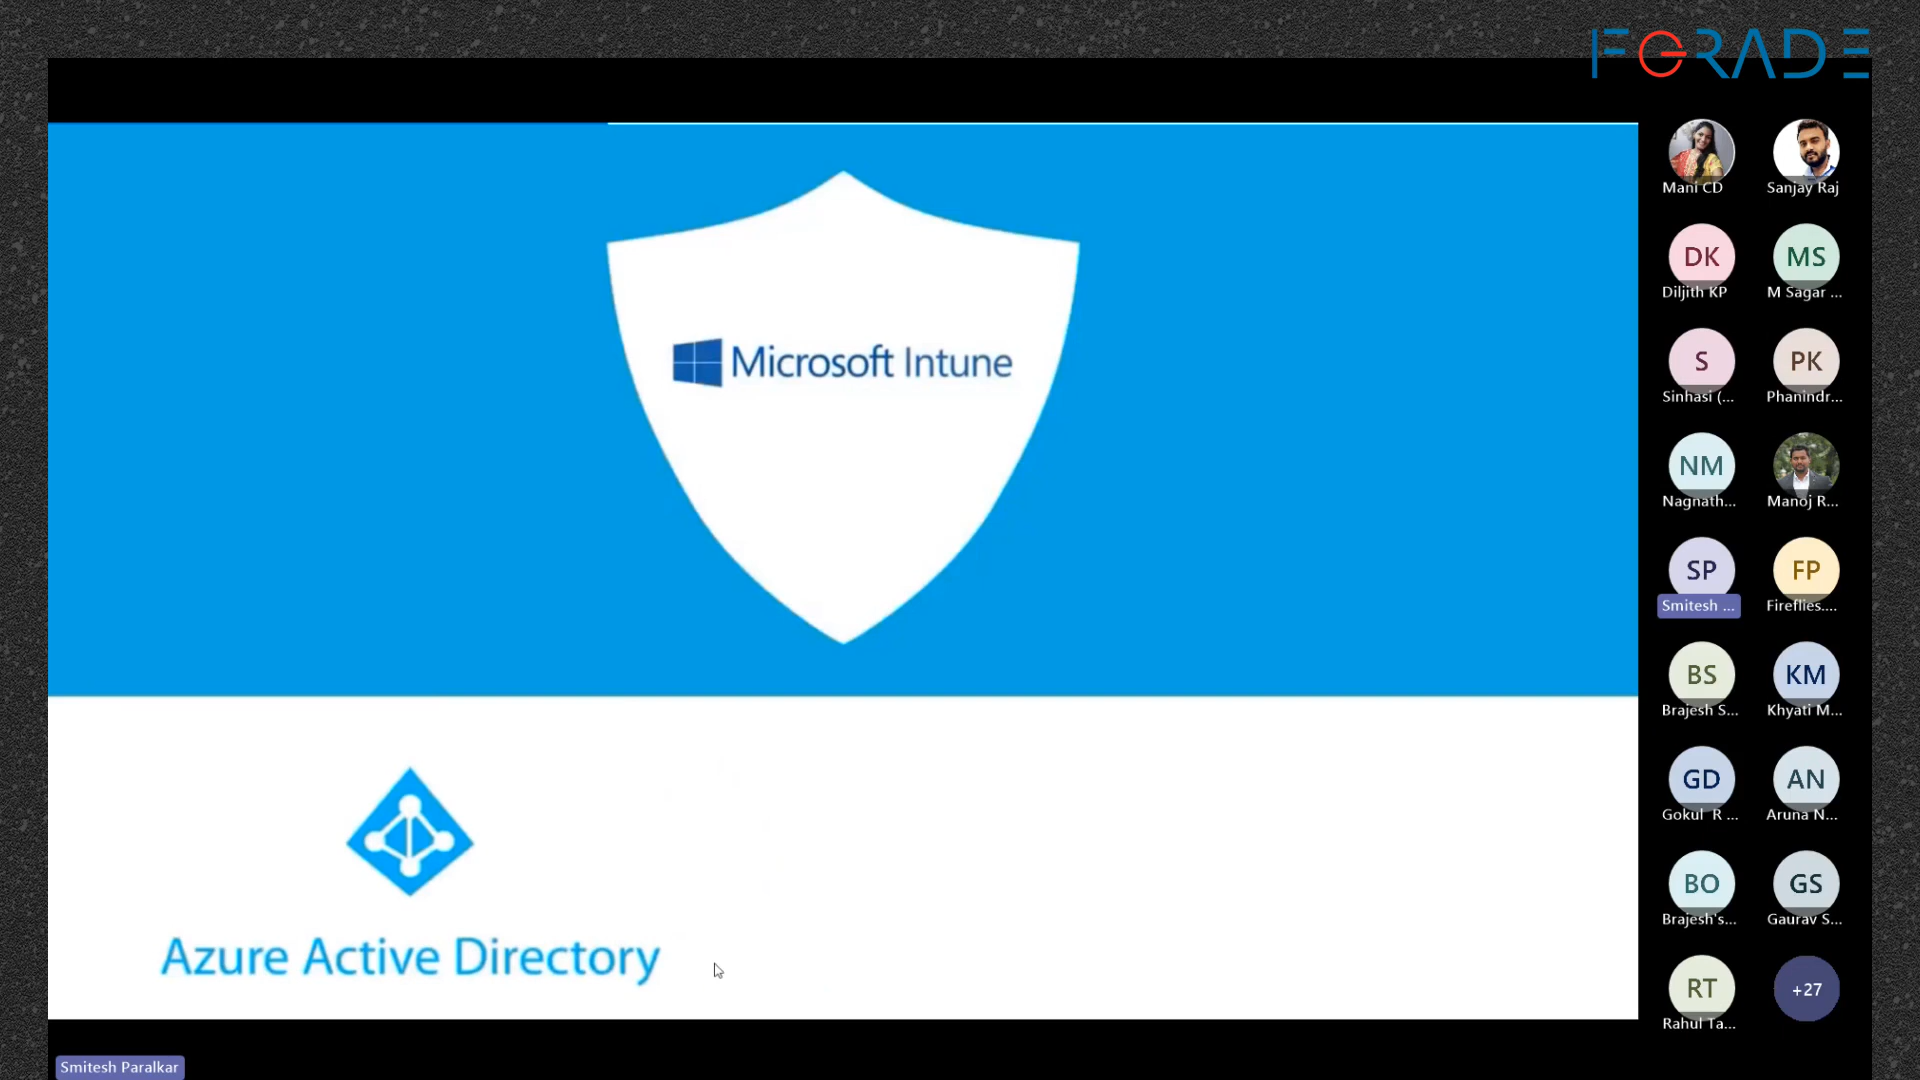 FGRADE
Microsoft Intune
Azure Active Directory
Smitesh Paralkar
Mani CD
Sanjay Raj
DK
Diljith KP
MS
M Sagar ...
S
Sinhasi (...
PK
Phanindr...
NM
Nagnath...
Manoj R...
SP
Smitesh ...
FP
Fireflies....
BS
Brajesh S...
KM
Khyati M...
GD
Gokul R ...
AN
Aruna N...
BO
Brajesh's...
GS
Gaurav S...
RT
Rahul Ta...
+27